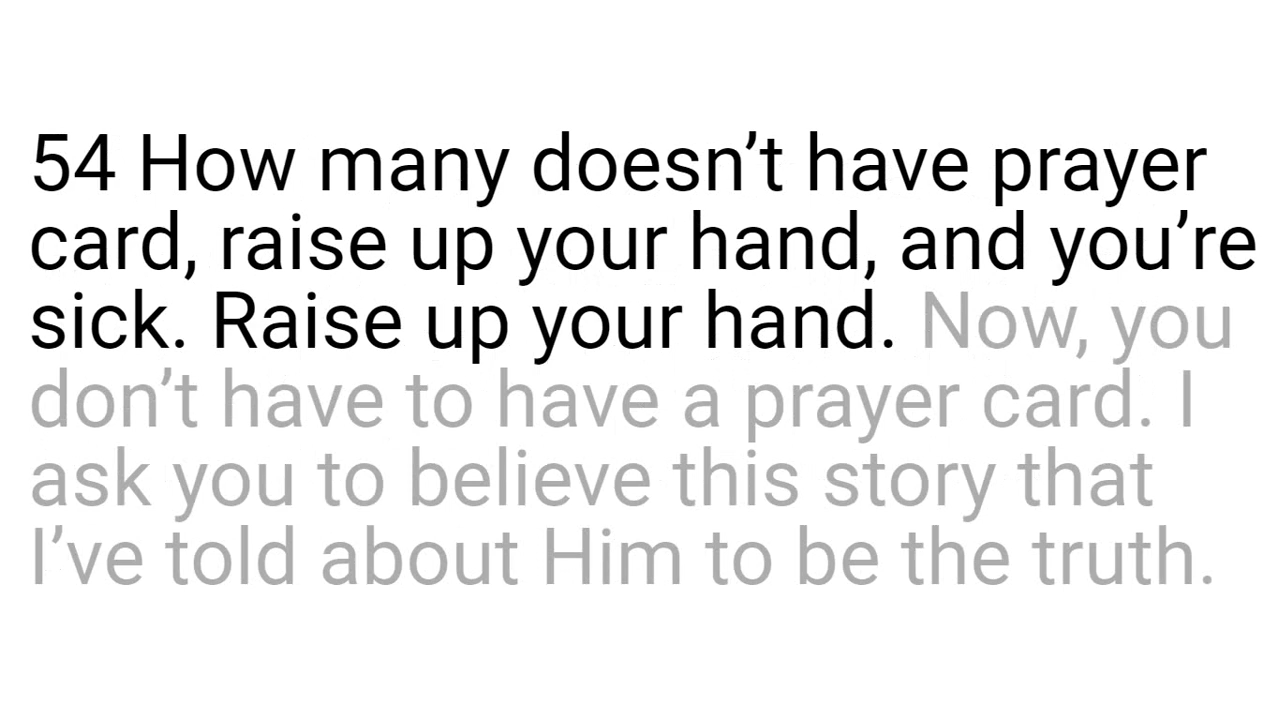 54 How many doesn’t have prayer
card, raise up your hand, and you’re
sick. Raise up your hand. Now, you
don’t have to have a prayer card. I
ask you to believe this story that
I’ve told about Him to be the truth.